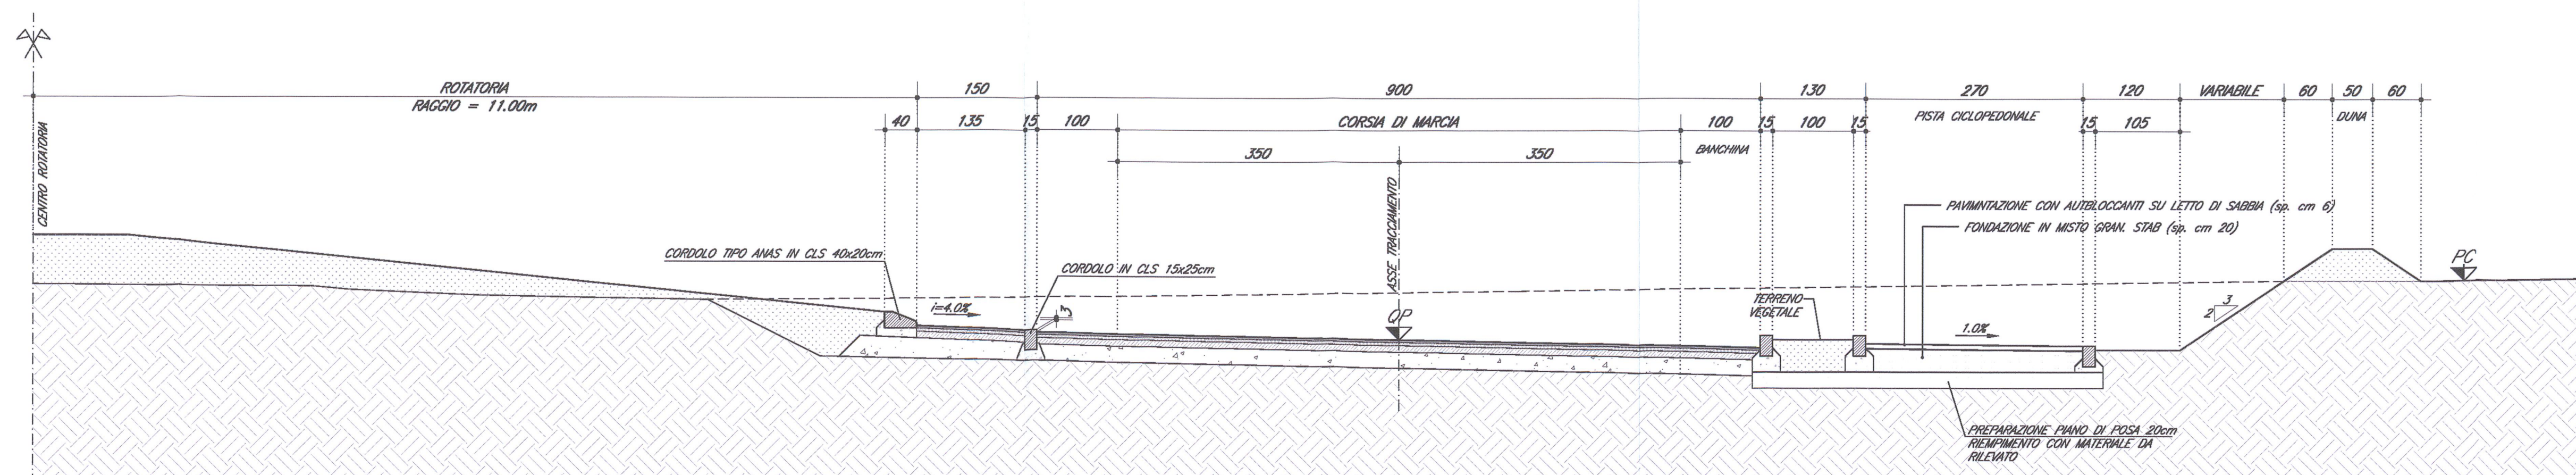 ROTATORIA
RAGGIO = 11.00m
150
900
130
270
120
VARIABILE
60
50
60
40
135
15
100
CORSIA DI MARCIA
100
15
100
15
PISTA CICLOPEDONALE
15
105
DUNA
350
350
BANCHINA
CENTRO ROTATORIA
ASSE TRACCIAMENTO
PAVIMNTAZIONE CON AUTBLOCCANTI SU LETTO DI SABBIA (sp. cm 6)
FONDAZIONE IN MISTO GRAN. STAB (sp. cm 20)
CORDOLO TIPO ANAS IN CLS 40x20cm
CORDOLO IN CLS 15x25cm
PC
i=4.0%
3
QP
TERRENO
VEGETALE
1.0%
3
2
PREPARAZIONE PIANO DI POSA 20cm
RIEMPIMENTO CON MATERIALE DA
RILEVATO